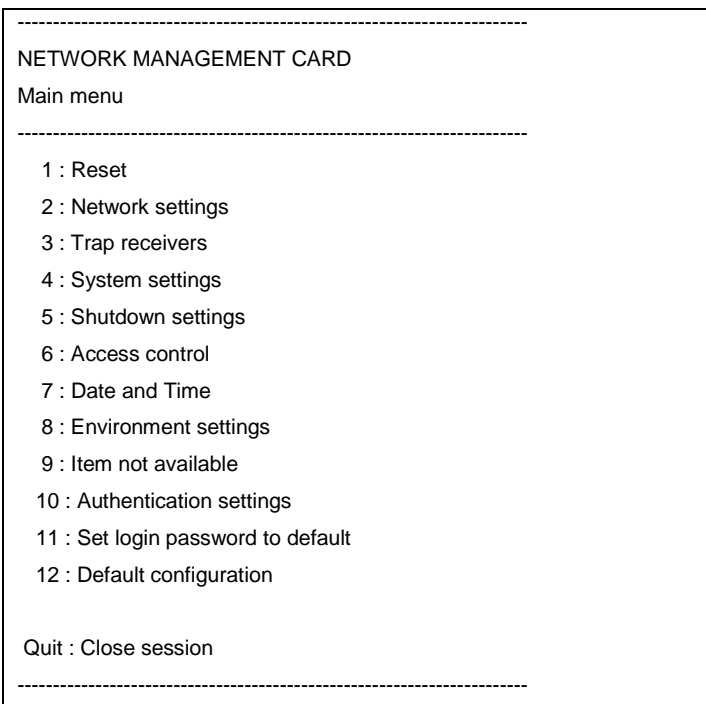 ------------------------------------------------------------------------
NETWORK MANAGEMENT CARD
Main menu
------------------------------------------------------------------------
1 : Reset
2 : Network settings
3 : Trap receivers
4 : System settings
5 : Shutdown settings
6 : Access control
7 : Date and Time
8 : Environment settings
9 : Item not available
10 : Authentication settings
11 : Set login password to default
12 : Default configuration
Quit : Close session
------------------------------------------------------------------------